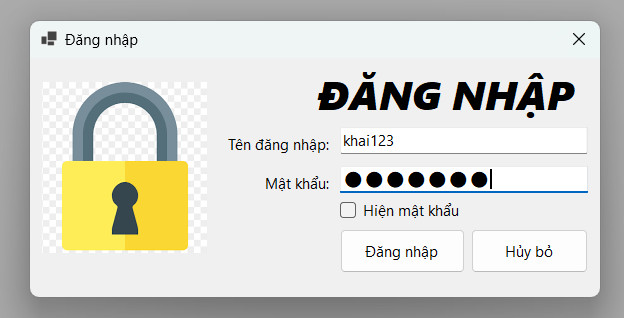 Đăng nhập
ĐĂNG NHẬP
Tên đăng nhập: khai123
Mật khẩu: ●●●●●●●
Hiện mật khẩu
Đăng nhập Hủy bỏ